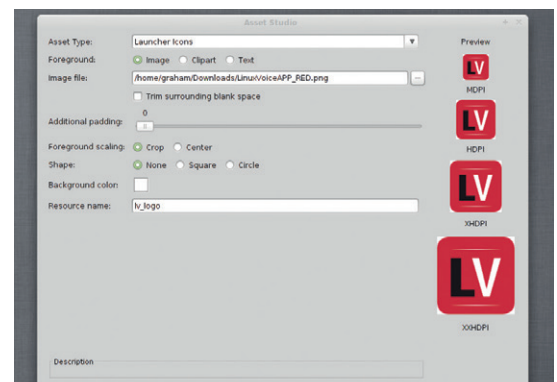 Asset Studio
Asset Type: Launcher Icons
Preview
Foreground: Image Clipart Text
Image file: /home/graham/Downloads/LinuxVoiceAPP_RED.png ...
Trim surrounding blank space
LV
MDPI
0
Additional padding:
LV
HDPI
Foreground scaling: Crop Center
Shape: None Square Circle
Background color:
Resource name: lv_logo
LV
XHDPI
LV
XXHDPI
Description